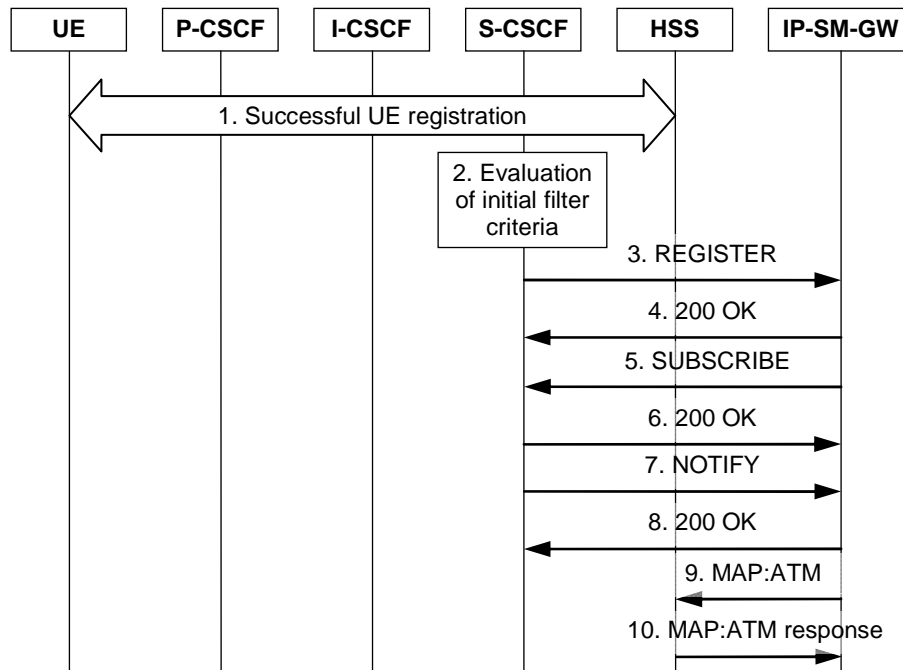 UE P-CSCF I-CSCF S-CSCF HSS IP-SM-GW
1. Successful UE registration
2. Evaluation
of initial filter
criteria
3. REGISTER
4. 200 OK
5. SUBSCRIBE
6. 200 OK
7. NOTIFY
8. 200 OK
9. MAP:ATM
10. MAP:ATM response